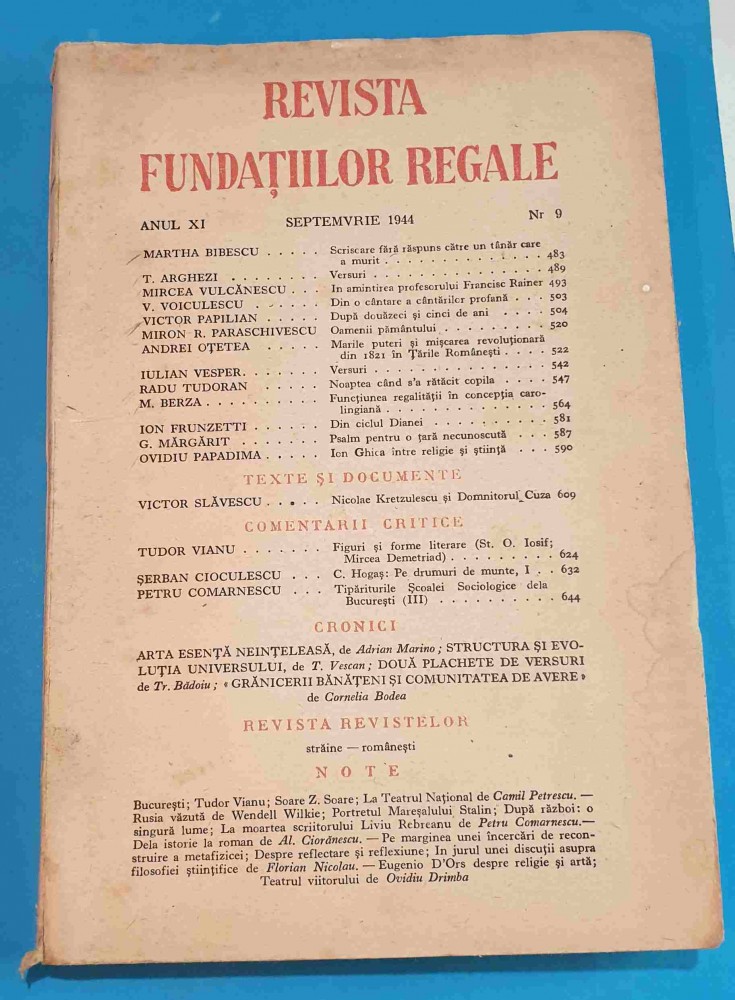 REVISTA
FUNDAȚIILOR REGALE
ANUL XI SEPTEMVRIE 1944 Nr 9
MARTHA BIBESCU . . . . . Scrisoare fără răspuns către un tânăr care
a murit . . . . . . . . . . . . . . 483
T. ARGHEZI . . . . . . . . Versuri . . . . . . . . . . . . . . . 489
MIRCEA VULCĂNESCU . . . In amintirea profesorului Francisc Rainer 493
V. VOICULESCU . . . . . . Din o cântare a cântărilor profană . . . 503
VICTOR PAPILIAN . . . . . După douăzeci și cinci de ani . . . . 504
MIRON R. PARASCHIVESCU Oamenii pământului . . . . . . . . . 520
ANDREI OȚETEA . . . . . Marile puteri și mișcarea revoluționară
din 1821 în Țările Românești . . . . 522
IULIAN VESPER . . . . . . . Versuri . . . . . . . . . . . . . . . 542
RADU TUDORAN . . . . . Noaptea când s'a rătăcit copila . . . . 547
M. BERZA . . . . . . . . . . Funcțiunea regalității în concepția caro-
lingiană . . . . . . . . . . . . . . 564
ION FRUNZETTI . . . . . . Din ciclul Dianei . . . . . . . . . . 581
G. MĂRGĂRIT . . . . . . . Psalm pentru o țară necunoscută . . . 587
OVIDIU PAPADIMA . . . . Ion Ghica între religie și știință . . . 590
TEXTE ȘI DOCUMENTE
VICTOR SLĂVESCU . . . . . Nicolae Kretzulescu și Domnitorul Cuza 609
COMENTARII CRITICE
TUDOR VIANU . . . . . . . Figuri și forme literare (St. O. Iosif;
Mircea Demetriad) . . . . . . . . . 624
ȘERBAN CIOCULESCU . . . C. Hogaș: Pe drumuri de munte, I . . 632
PETRU COMARNESCU . . . Tipăriturile Școalei Sociologice dela
București (III) . . . . . . . . . . 644
CRONICI
ARTA ESENȚĂ NEINȚELEASĂ, de Adrian Marino; STRUCTURA ȘI EVO-
LUȚIA UNIVERSULUI, de T. Vescan; DOUĂ PLACHETE DE VERSURI
de Tr. Bădoiu; « GRĂNICERII BĂNĂȚENI ȘI COMUNITATEA DE AVERE »
de Cornelia Bodea
REVISTA REVISTELOR
străine — românești
NOTE
București; Tudor Vianu; Soare Z. Soare; La Teatrul Național de Camil Petrescu. —
Rusia văzută de Wendell Wilkie; Portretul Mareșalului Stalin; După război: o
singură lume; La moartea scriitorului Liviu Rebreanu de Petru Comarnescu.—
Dela istorie la roman de Al. Ciorănescu. — Pe marginea unei încercări de recon-
struire a metafizicei; Despre reflectare și reflexiune; In jurul unei discuții asupra
filosofiei științifice de Florian Nicolau. — Eugenio D'Ors despre religie și artă;
Teatrul viitorului de Ovidiu Drimba